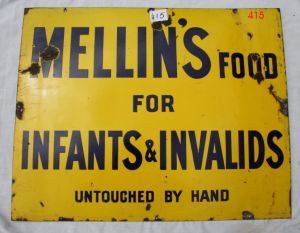 415
415
MELLIN'S FOOD
FOR
INFANTS & INVALIDS
UNTOUCHED BY HAND